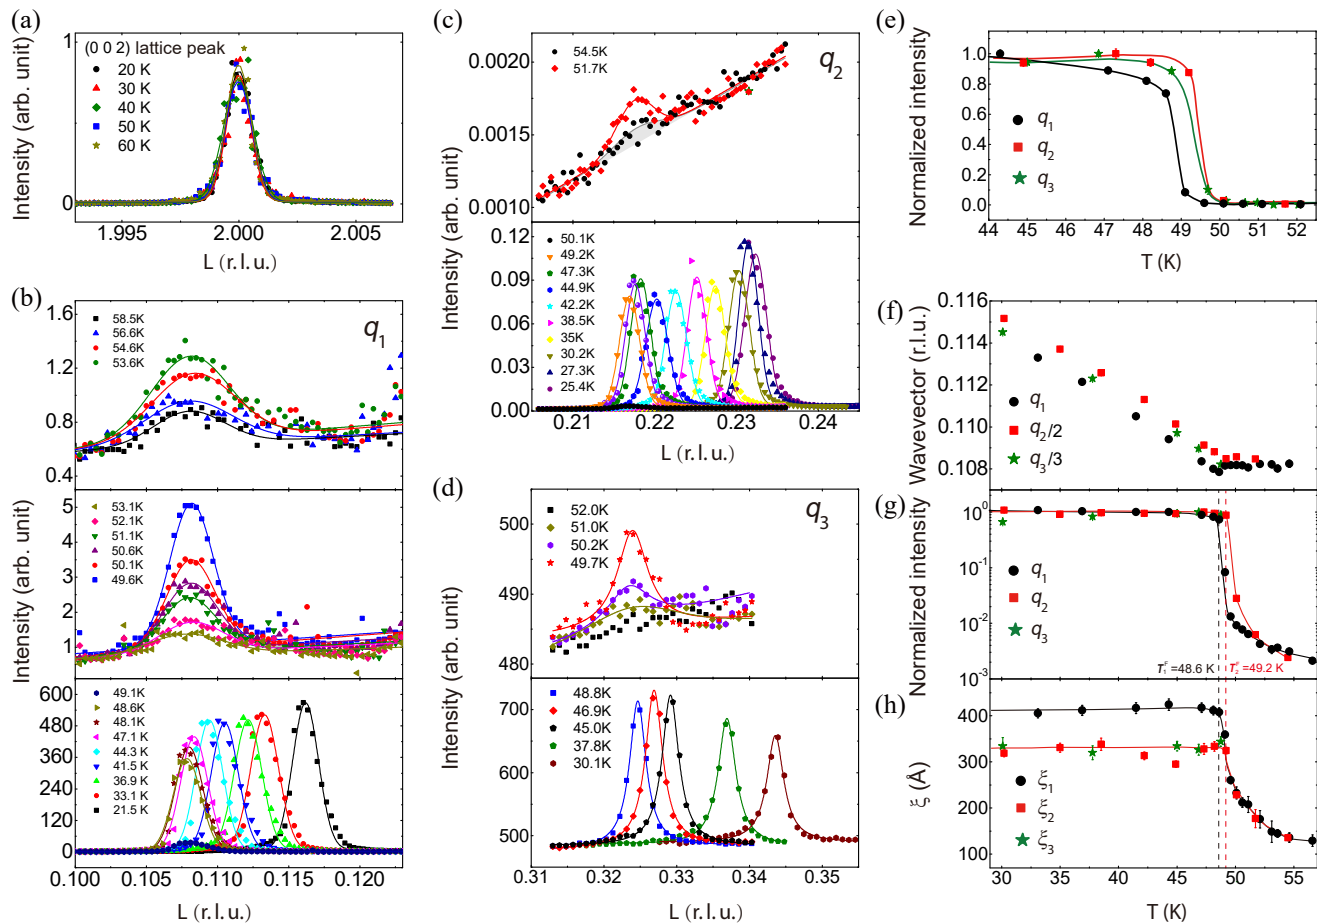 (a)
(0 0 2) lattice peak
20 K
30 K
40 K
50 K
60 K
Intensity (arb. unit)
1
0
1.995
2.000
2.005
L (r.l.u.)
(b)
q1
58.5K
56.6K
54.6K
53.6K
1.6
1.2
0.8
0.4
53.1K
52.1K
51.1K
50.6K
50.1K
49.6K
5
4
3
2
1
Intensity (arb. unit)
49.1K
48.6K
48.1K
47.1K
44.3K
41.5K
36.9 K
33.1 K
21.5 K
600
480
360
240
120
0
0.100
0.105
0.110
0.115
0.120
L (r.l.u.)
(c)
q2
54.5K
51.7K
0.0020
0.0015
0.0010
Intensity (arb. unit)
50.1K
49.2K
47.3K
44.9K
42.2K
38.5K
35K
30.2K
27.3K
25.4K
0.12
0.09
0.06
0.03
0.00
0.21
0.22
0.23
0.24
L (r.l.u.)
(d)
q3
52.0K
51.0K
50.2K
49.7K
500
490
480
Intensity (arb. unit)
48.8K
46.9K
45.0K
37.8K
30.1K
700
600
500
0.31
0.32
0.33
0.34
0.35
L (r.l.u.)
(e)
Normalized intensity
1.0
0.8
0.6
0.4
0.2
0.0
q1
q2
q3
44
45
46
47
48
49
50
51
52
T (K)
(f)
Wavevector (r.l.u.)
0.116
0.114
0.112
0.110
0.108
q1
q2/2
q3/3
(g)
Normalized intensity
10^0
10^-1
10^-2
10^-3
q1
q2
q3
=48.6 K
=49.2 K
(h)
ξ (Å)
400
300
200
100
ξ1
ξ2
ξ3
30
35
40
45
50
55
T (K)